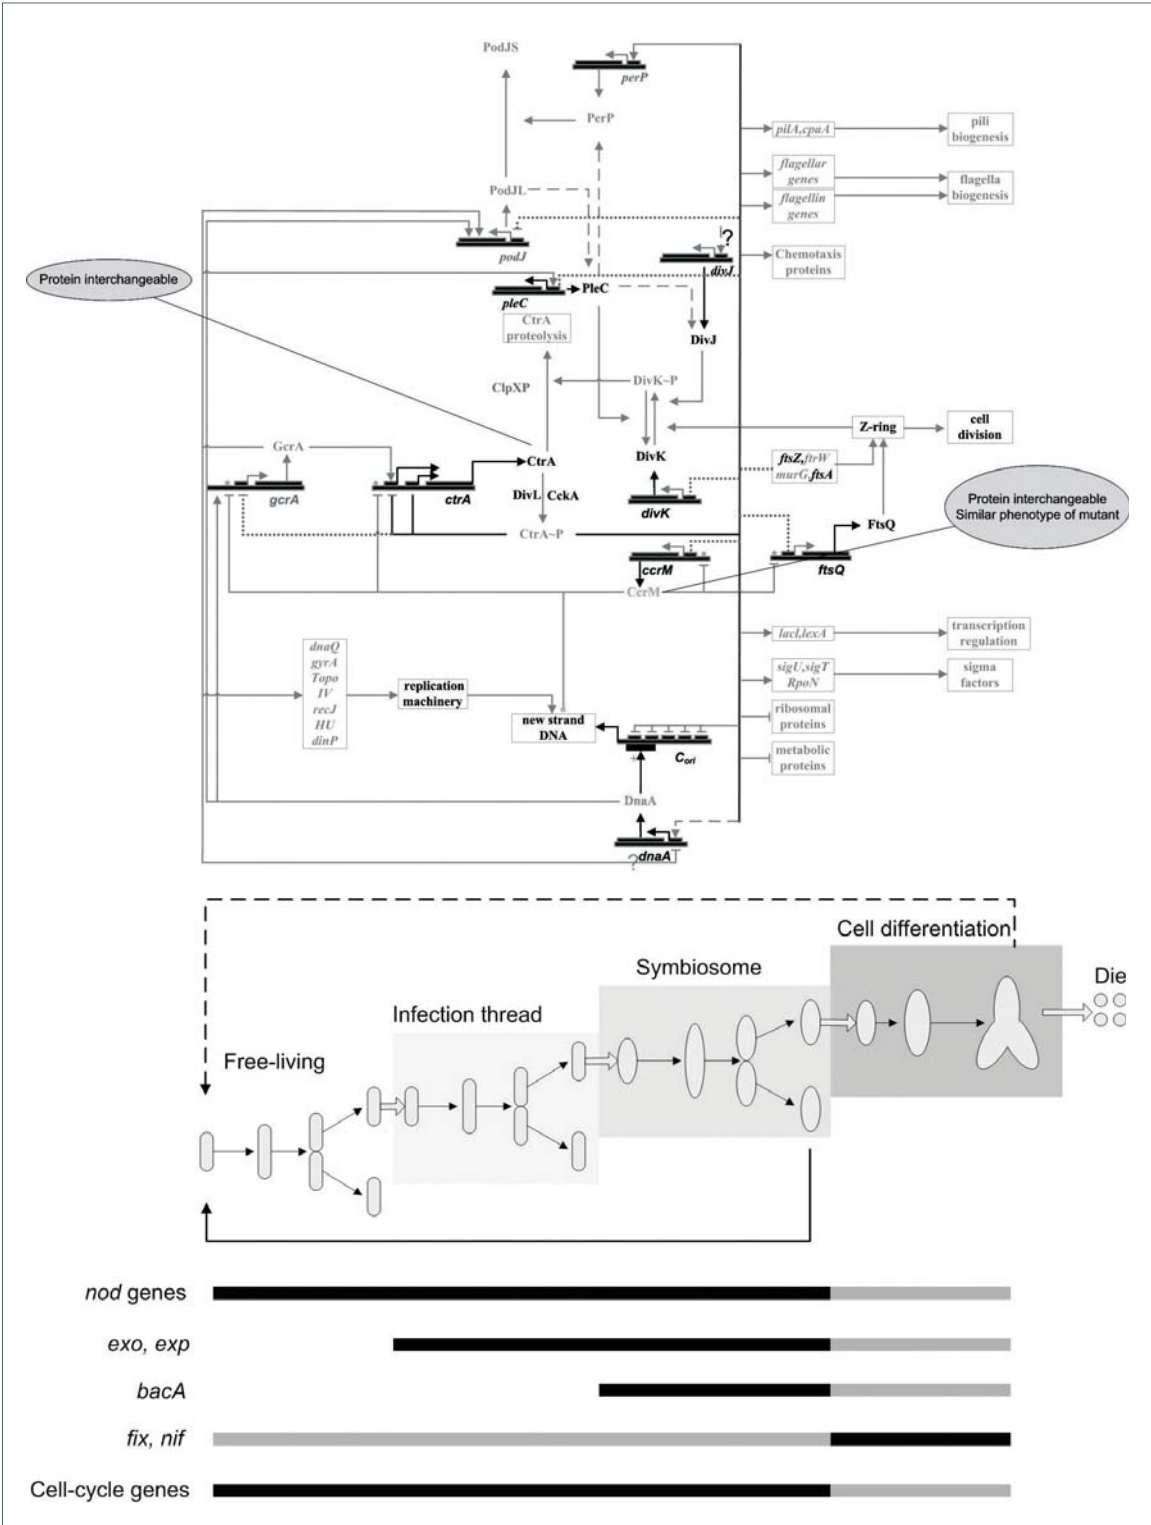 PodJS
perP
PerP
pilA,cpaA
pili
biogenesis
flagellar
genes
flagella
biogenesis
flagellin
genes
PodJL
podJ
?
divJ
Chemotaxis
proteins
Protein interchangeable
pleC
PleC
CtrA
proteolysis
DivJ
ClpXP
DivK~P
Z-ring
cell
division
GcrA
CtrA
DivK
ftsZ,ftrW
murG,ftsA
gcrA
ctrA
DivL CckA
divK
Protein interchangeable
Similar phenotype of mutant
FtsQ
CtrA~P
ccrM
ftsQ
CcrM
lacI,lexA
transcription
regulation
dnaQ
gyrA
Topo
IV
recJ
HU
dinP
replication
machinery
sigU,sigT
RpoN
sigma
factors
new strand
DNA
ribosomal
proteins
Cori
+
metabolic
proteins
DnaA
?
dnaA
Cell differentiation
Symbiosome
Die
Infection thread
Free-living
nod genes
exo, exp
bacA
fix, nif
Cell-cycle genes